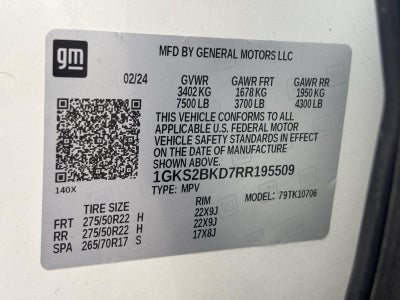 gm
MFD BY GENERAL MOTORS LLC
02/24 GVWR GAWR FRT GAWR RR
3402 KG 1678 KG 1950 KG
7500 LB 3700 LB 4300 LB
THIS VEHICLE CONFORMS TO ALL
APPLICABLE U.S. FEDERAL MOTOR
VEHICLE SAFETY STANDARDS IN EFFECT
ON THE DATE OF MANUFACTURE SHOWN ABOVE.
1GKS2BKD7RR195509
140X TYPE: MPV MODEL: 79TK10706
TIRE SIZE RIM
FRT 275/50R22 H 22X9J
RR 275/50R22 H 22X9J
SPA 265/70R17 S 17X8J